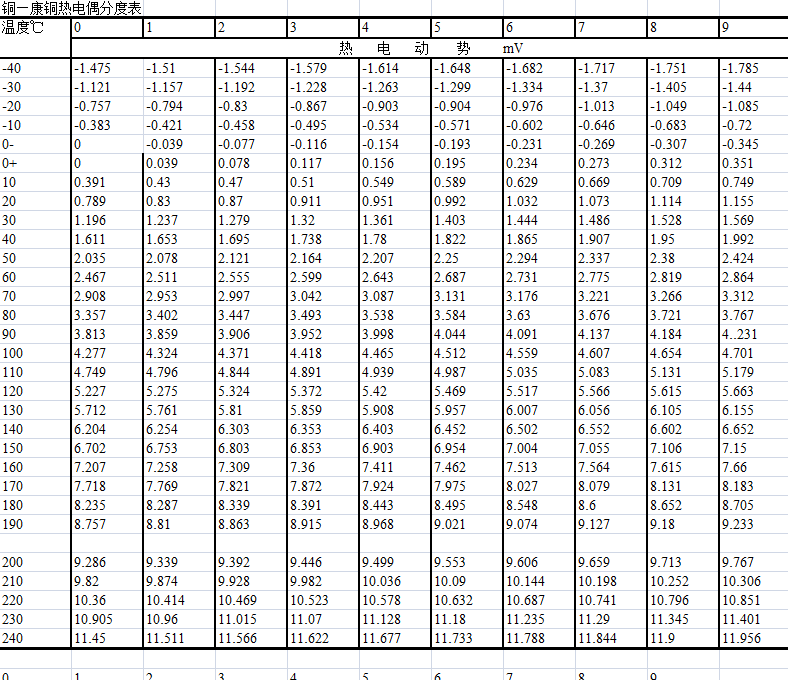 铜一康铜热电偶分度表
温度℃ 0 1 2 3 4 5 6 7 8 9
热 电 动 势 mV
-40 -1.475 -1.51 -1.544 -1.579 -1.614 -1.648 -1.682 -1.717 -1.751 -1.785
-30 -1.121 -1.157 -1.192 -1.228 -1.263 -1.299 -1.334 -1.37 -1.405 -1.44
-20 -0.757 -0.794 -0.83 -0.867 -0.903 -0.904 -0.976 -1.013 -1.049 -1.085
-10 -0.383 -0.421 -0.458 -0.495 -0.534 -0.571 -0.602 -0.646 -0.683 -0.72
0- 0 -0.039 -0.077 -0.116 -0.154 -0.193 -0.231 -0.269 -0.307 -0.345
0+ 0 0.039 0.078 0.117 0.156 0.195 0.234 0.273 0.312 0.351
10 0.391 0.43 0.47 0.51 0.549 0.589 0.629 0.669 0.709 0.749
20 0.789 0.83 0.87 0.911 0.951 0.992 1.032 1.073 1.114 1.155
30 1.196 1.237 1.279 1.32 1.361 1.403 1.444 1.486 1.528 1.569
40 1.611 1.653 1.695 1.738 1.78 1.822 1.865 1.907 1.95 1.992
50 2.035 2.078 2.121 2.164 2.207 2.25 2.294 2.337 2.38 2.424
60 2.467 2.511 2.555 2.599 2.643 2.687 2.731 2.775 2.819 2.864
70 2.908 2.953 2.997 3.042 3.087 3.131 3.176 3.221 3.266 3.312
80 3.357 3.402 3.447 3.493 3.538 3.584 3.63 3.676 3.721 3.767
90 3.813 3.859 3.906 3.952 3.998 4.044 4.091 4.137 4.184 4..231
100 4.277 4.324 4.371 4.418 4.465 4.512 4.559 4.607 4.654 4.701
110 4.749 4.796 4.844 4.891 4.939 4.987 5.035 5.083 5.131 5.179
120 5.227 5.275 5.324 5.372 5.42 5.469 5.517 5.566 5.615 5.663
130 5.712 5.761 5.81 5.859 5.908 5.957 6.007 6.056 6.105 6.155
140 6.204 6.254 6.303 6.353 6.403 6.452 6.502 6.552 6.602 6.652
150 6.702 6.753 6.803 6.853 6.903 6.954 7.004 7.055 7.106 7.15
160 7.207 7.258 7.309 7.36 7.411 7.462 7.513 7.564 7.615 7.66
170 7.718 7.769 7.821 7.872 7.924 7.975 8.027 8.079 8.131 8.183
180 8.235 8.287 8.339 8.391 8.443 8.495 8.548 8.6 8.652 8.705
190 8.757 8.81 8.863 8.915 8.968 9.021 9.074 9.127 9.18 9.233
200 9.286 9.339 9.392 9.446 9.499 9.553 9.606 9.659 9.713 9.767
210 9.82 9.874 9.928 9.982 10.036 10.09 10.144 10.198 10.252 10.306
220 10.36 10.414 10.469 10.523 10.578 10.632 10.687 10.741 10.796 10.851
230 10.905 10.96 11.015 11.07 11.128 11.18 11.235 11.29 11.345 11.401
240 11.45 11.511 11.566 11.622 11.677 11.733 11.788 11.844 11.9 11.956
0 1 2 3 4 5 6 7 8 9